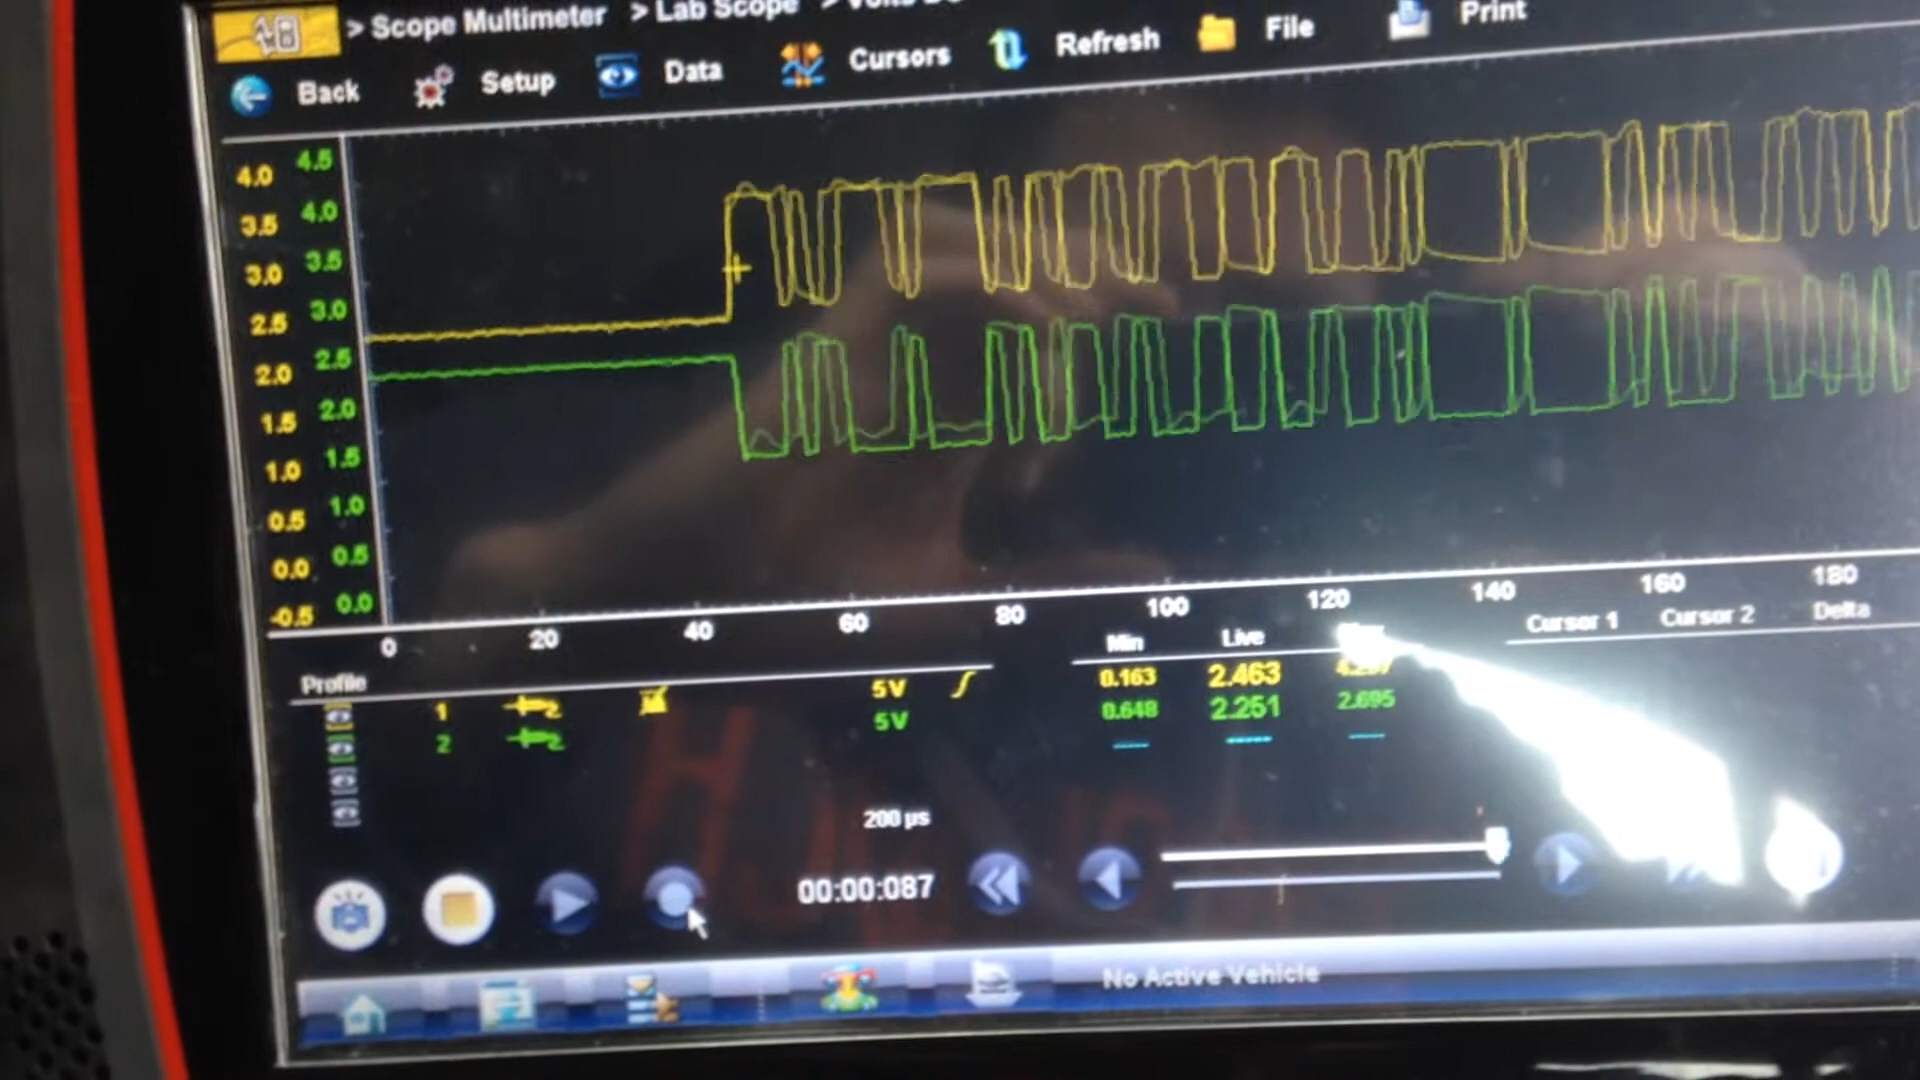 > Scope Multimeter > Lab Scope >
Back Setup Data Cursors Refresh File Print
4.0 4.5
3.5 4.0
3.0 3.5
2.5 3.0
2.0 2.5
1.5 2.0
1.0 1.5
0.5 1.0
0.0 0.5
-0.5 0.0
0 20 40 60 80 100 120 140 160 180
Min Live Cursor 1 Cursor 2 Delta
Profile
1 5V 0.163 2.463
2 5V 0.648 2.251 2.695
----- ----- -----
200 µs
00:00:087
No Active Vehicle